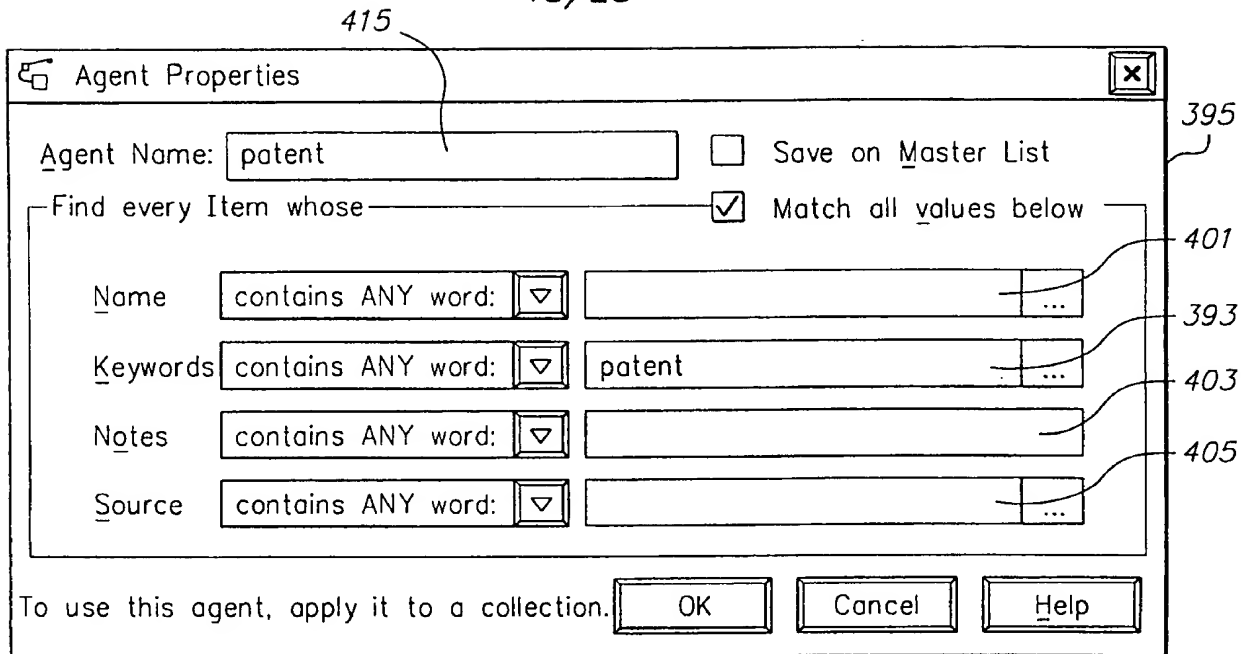 415
Agent Properties
395
Agent Name: patent Save on Master List
Find every Item whose Match all values below
401
Name contains ANY word: ...
393
Keywords contains ANY word: patent ...
403
Notes contains ANY word:
405
Source contains ANY word: ...
To use this agent, apply it to a collection. OK Cancel Help